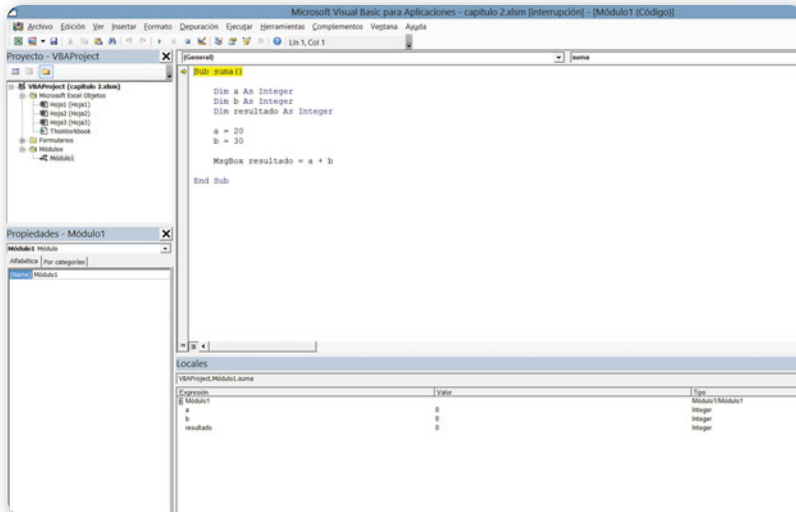 Microsoft Visual Basic para Aplicaciones - capitulo 2.xlsm [interrupción] - [Módulo1 (Código)]
Archivo Edición Ver Insertar Formato Depuración Ejecutar Herramientas Complementos Ventana Ayuda
Lín 1, Col 1
Proyecto - VBAProject
VBAProject (capitulo 2.xlsm)
Microsoft Excel Objetos
Hoja1 (Hoja1)
Hoja2 (Hoja2)
Hoja3 (Hoja3)
ThisWorkbook
Formularios
Módulos
Módulo1
Propiedades - Módulo1
Módulo1 Módulo
Alfabética Por categorías
(Name) Módulo1
(General) suma
Sub suma()
Dim a As Integer
Dim b As Integer
Dim resultado As Integer
a = 20
b = 30
MsgBox resultado = a + b
End Sub
Locales
VBAProject.Módulo1.suma
Expresión Valor Tipo
Módulo1 Módulo1/Módulo1
a 0 Integer
b 0 Integer
resultado 0 Integer